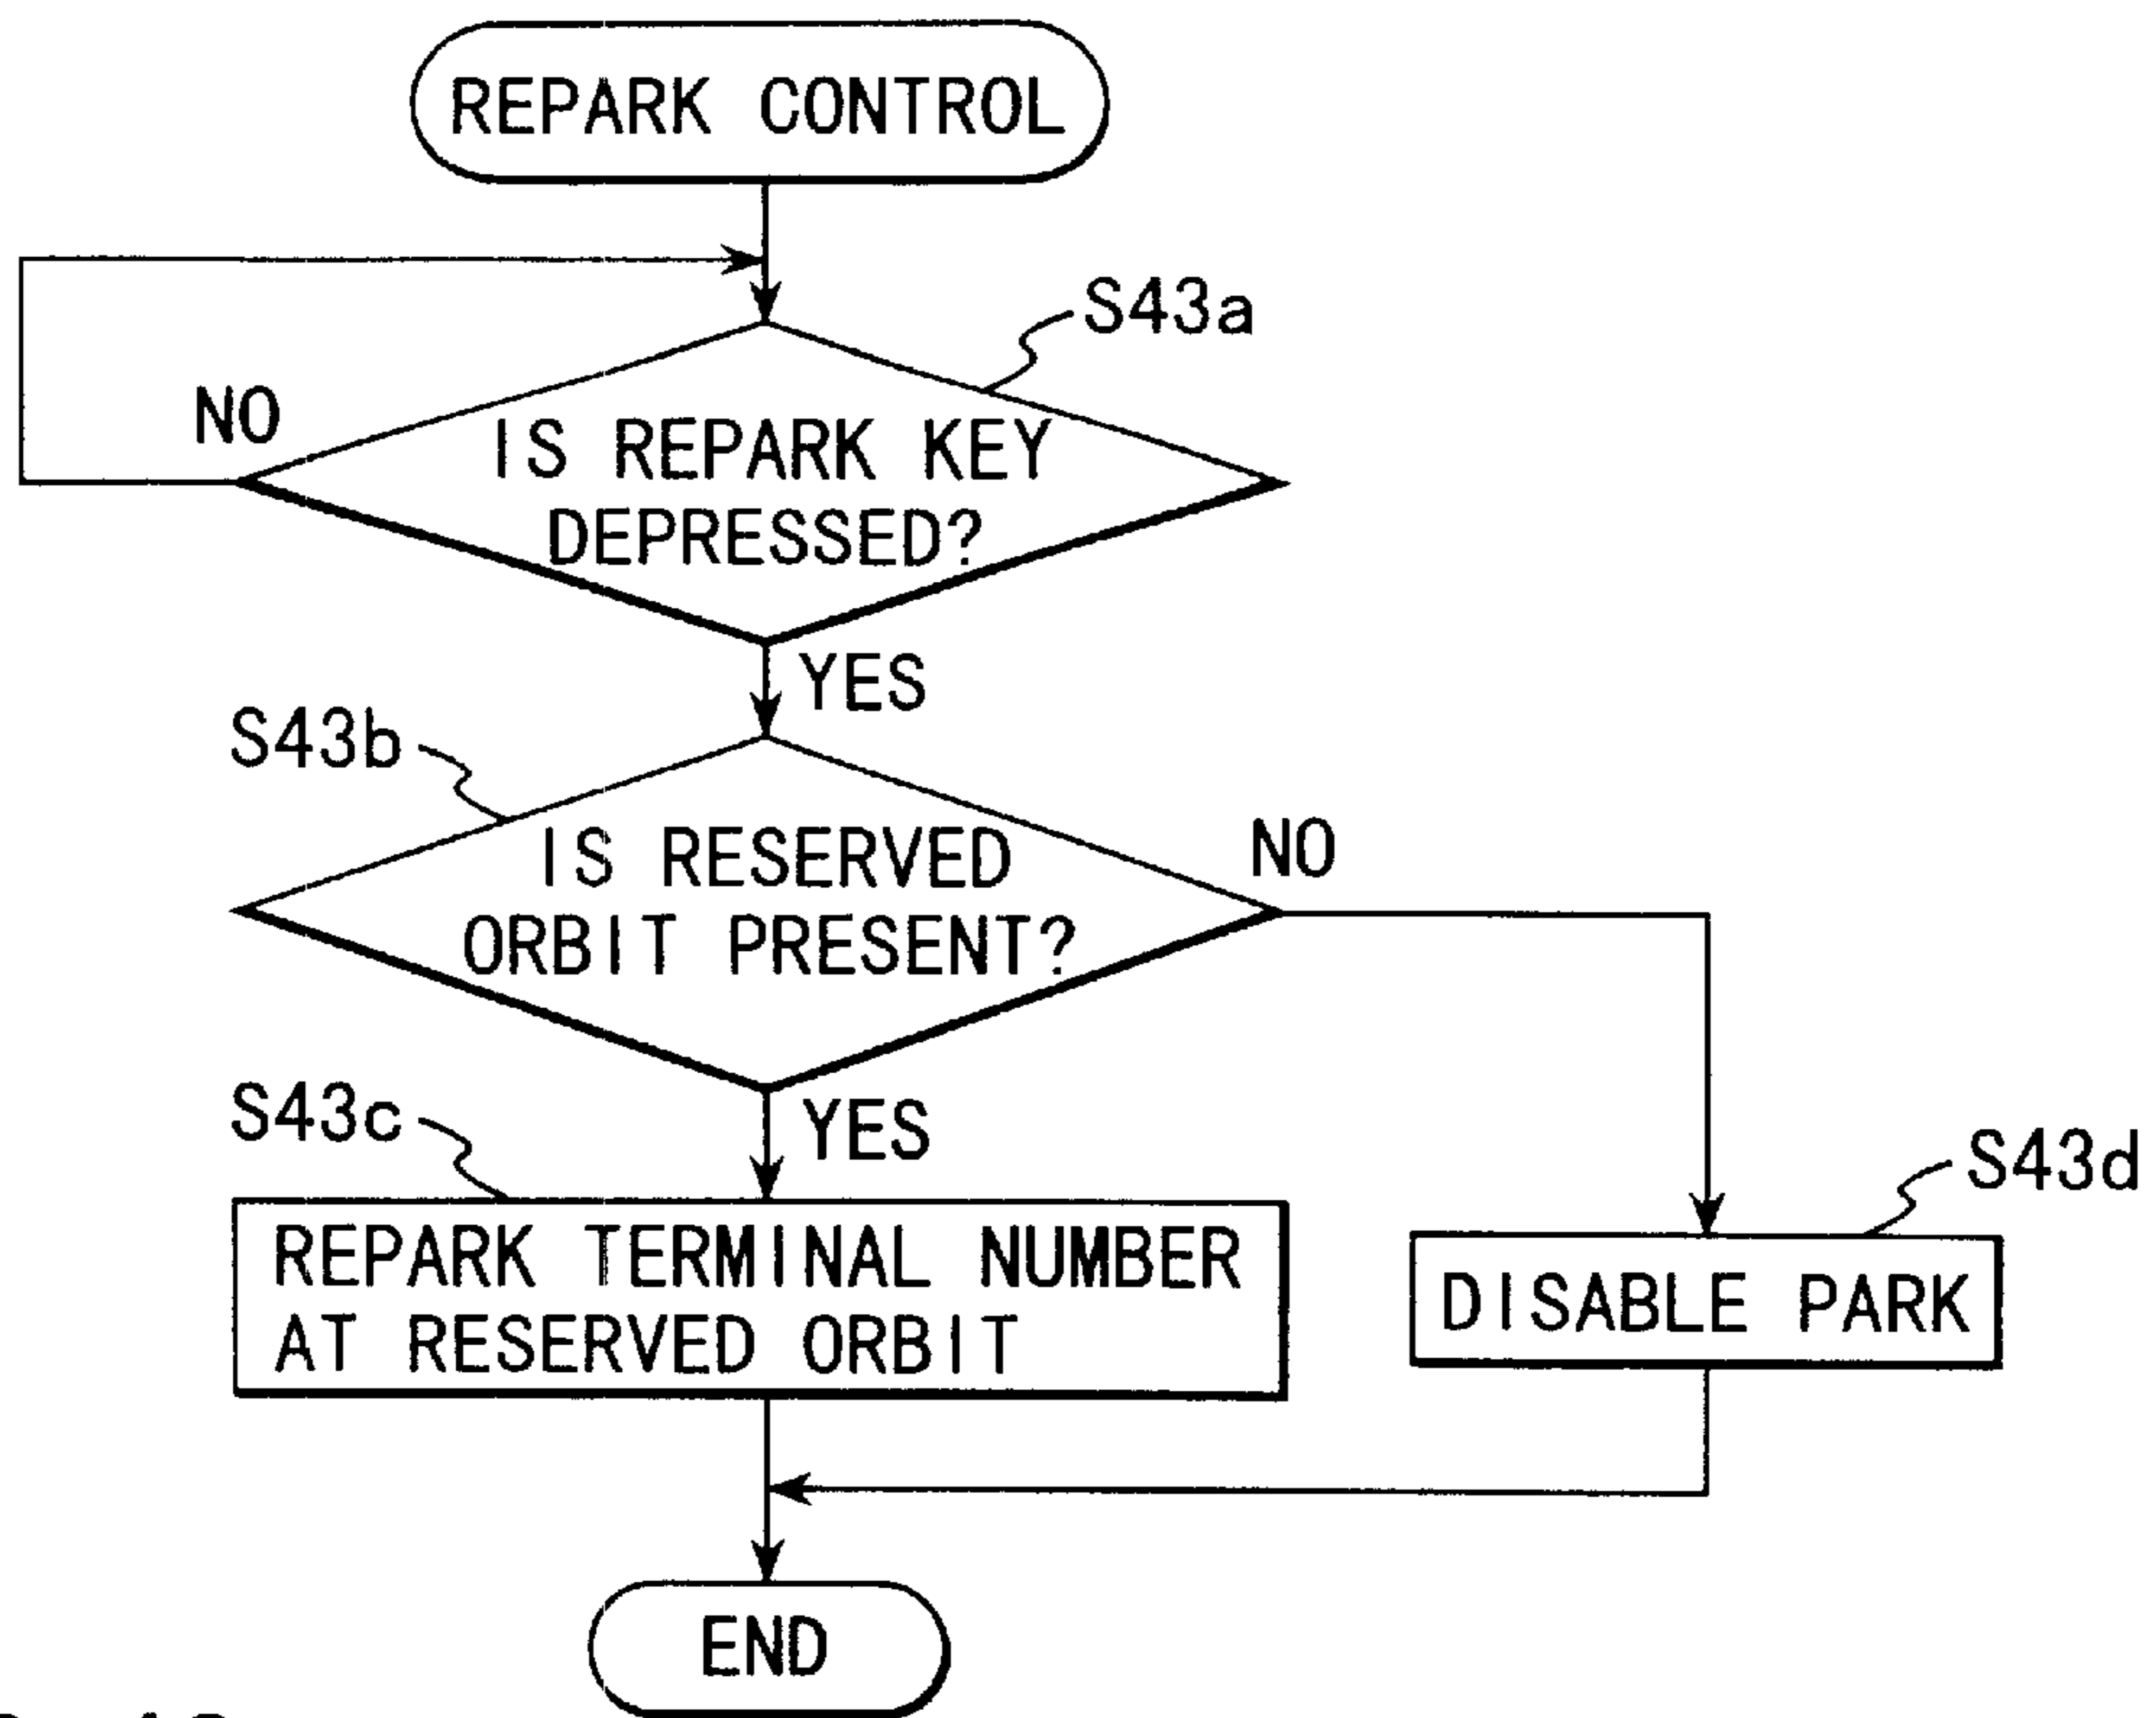 REPARK CONTROL
S43a
NO
IS REPARK KEY
DEPRESSED?
YES
S43b
IS RESERVED
ORBIT PRESENT?
NO
YES
S43c
S43d
REPARK TERMINAL NUMBER
AT RESERVED ORBIT
DISABLE PARK
END